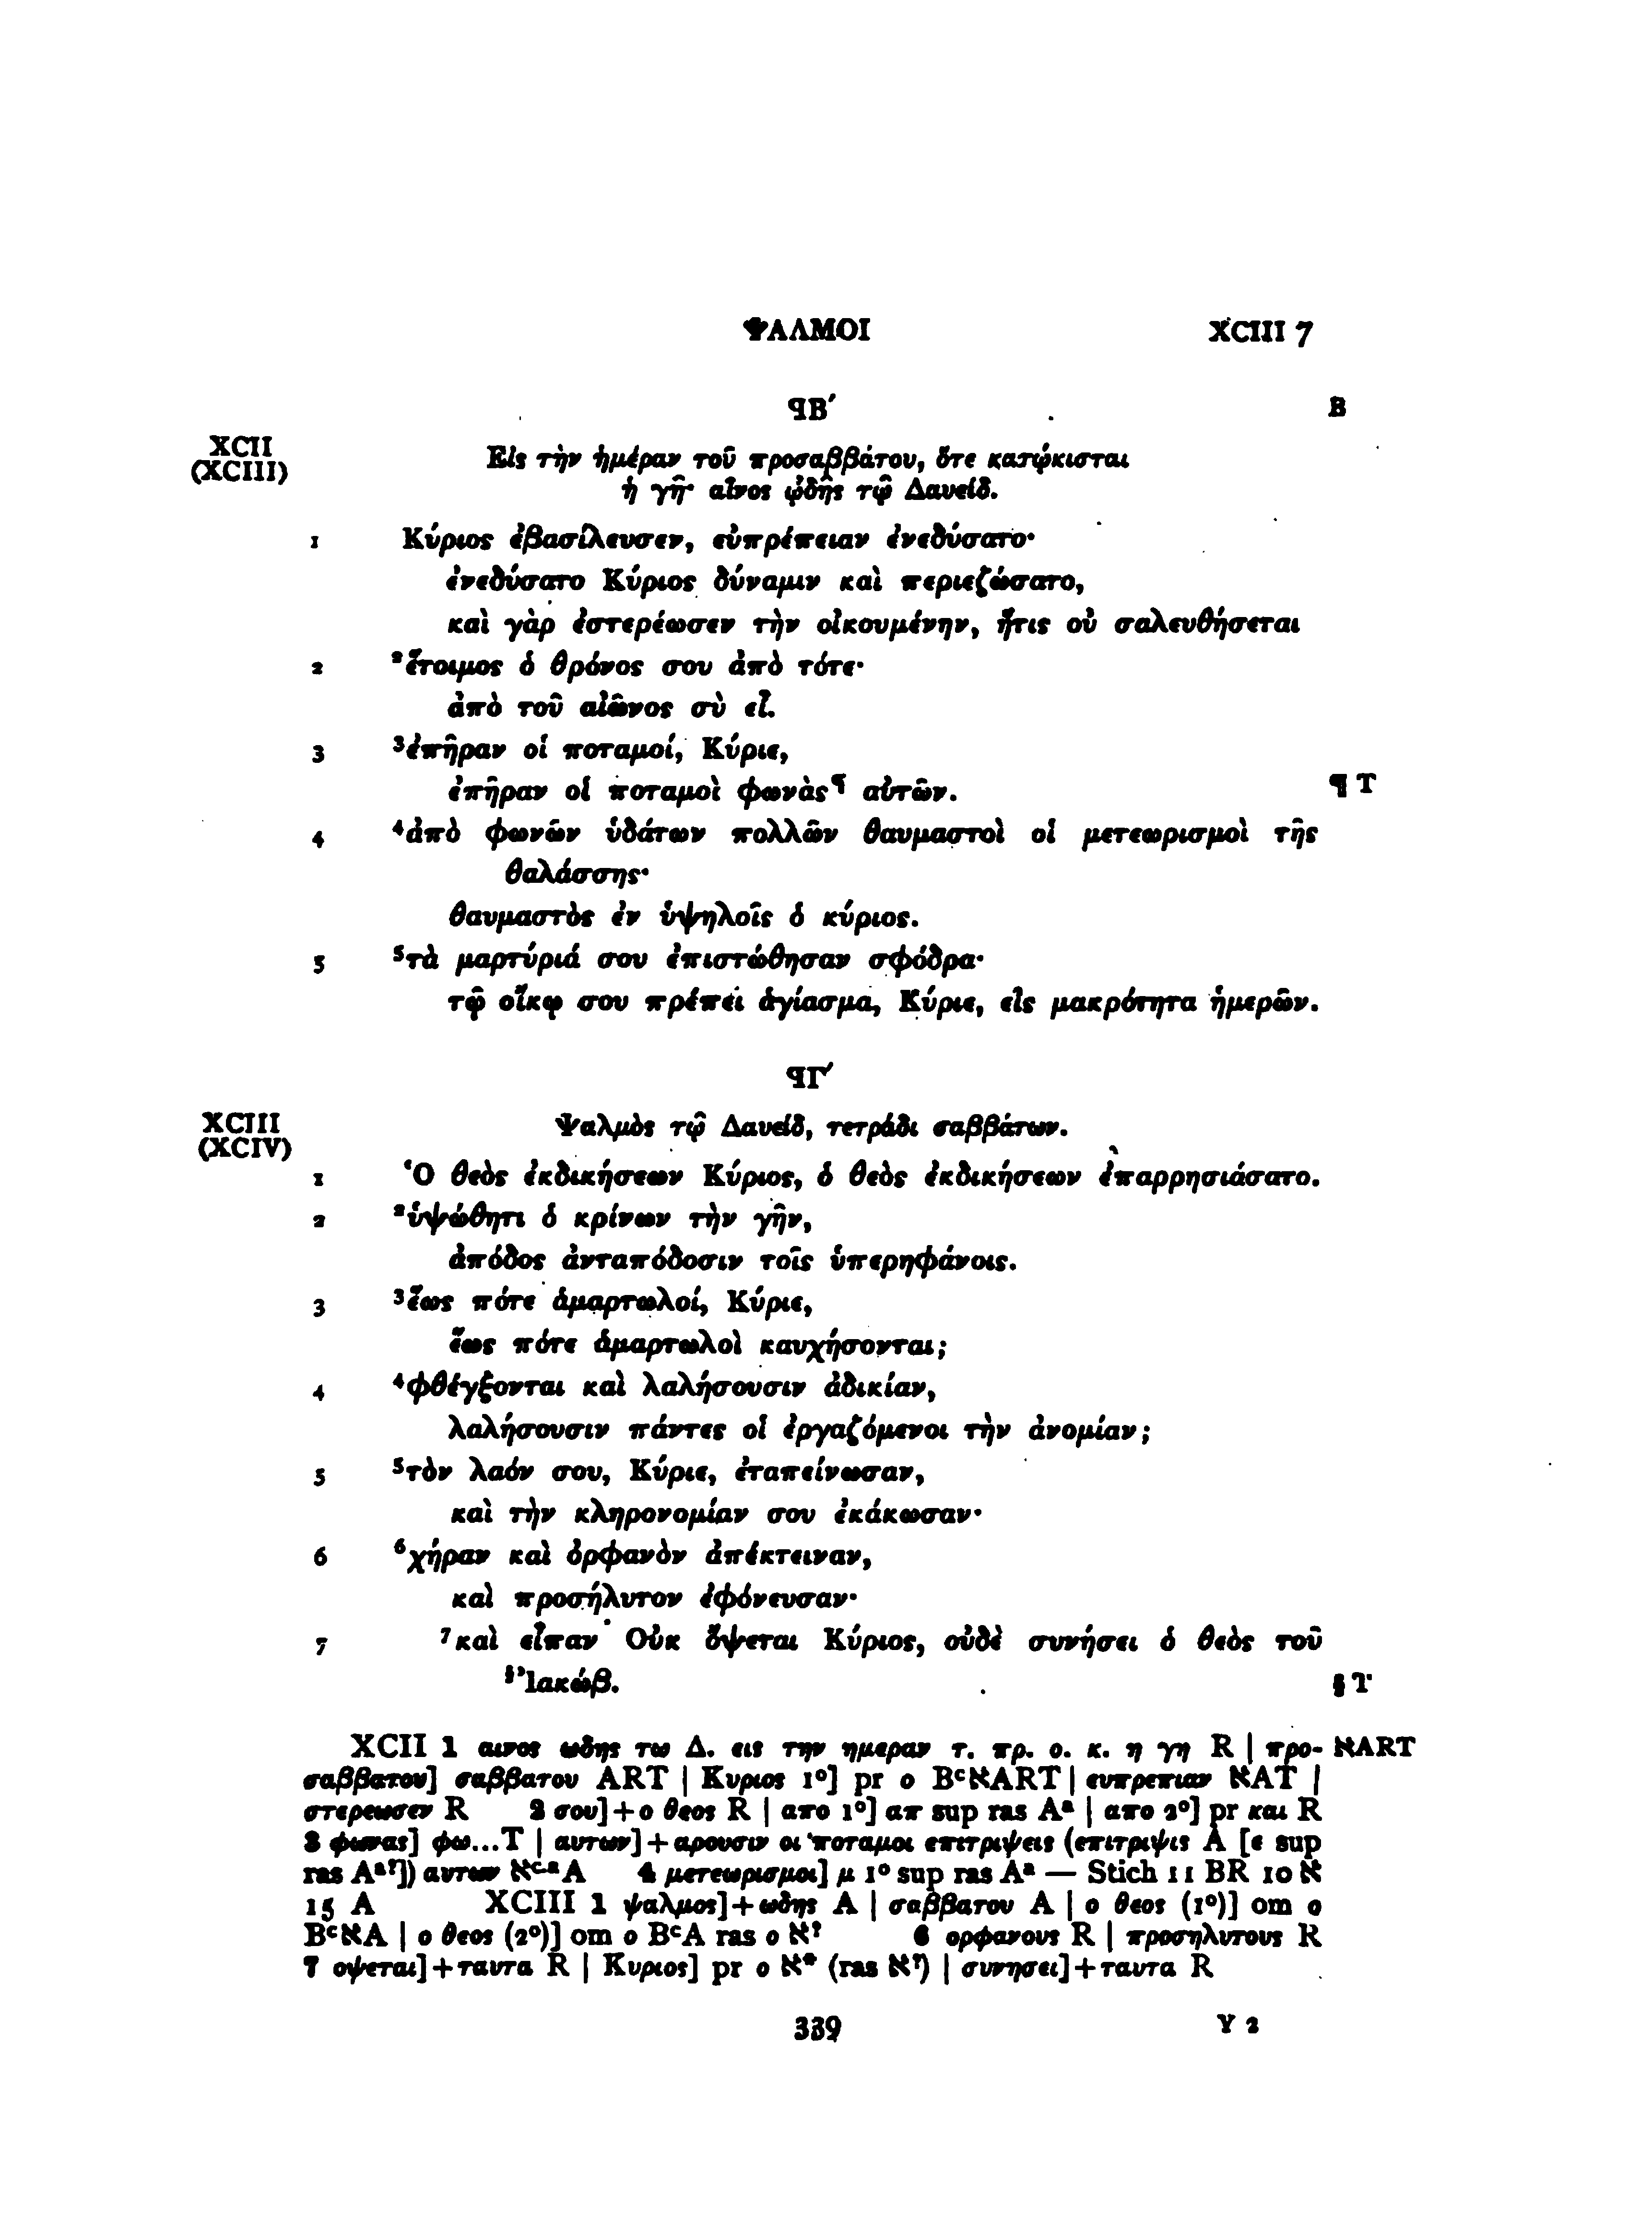 ΨΑΛΜΟΙ XCIII 7
ϟΒʹ B
XCII
(XCIII)
Εἰς τὴν ἡμέραν τοῦ προσαββάτου, ὅτε κατῴκισται
ἡ γῆ· αἶνος ᾠδῆς τῷ Δαυείδ.
1 Κύριος ἐβασίλευσεν, εὐπρέπειαν ἐνεδύσατο·
ἐνεδύσατο Κύριος δύναμιν καὶ περιεζώσατο,
καὶ γὰρ ἐστερέωσεν τὴν οἰκουμένην, ἥτις οὐ σαλευθήσεται
2 ²ἕτοιμος ὁ θρόνος σου ἀπὸ τότε·
ἀπὸ τοῦ αἰῶνος σὺ εἶ.
3 ³ἐπῆραν οἱ ποταμοί, Κύριε,
ἐπῆραν οἱ ποταμοὶ φωνὰς¶ αὐτῶν. ¶ T
4 ⁴ἀπὸ φωνῶν ὑδάτων πολλῶν θαυμαστοὶ οἱ μετεωρισμοὶ τῆς
θαλάσσης·
θαυμαστὸς ἐν ὑψηλοῖς ὁ κύριος.
5 ⁵τὰ μαρτύριά σου ἐπιστώθησαν σφόδρα·
τῷ οἴκῳ σου πρέπει ἁγίασμα, Κύριε, εἰς μακρότητα ἡμερῶν.
ϟΓʹ
XCIII
(XCIV)
Ψαλμὸς τῷ Δαυείδ, τετράδι σαββάτων.
1 Ὁ θεὸς ἐκδικήσεων Κύριος, ὁ θεὸς ἐκδικήσεων ἐπαρρησιάσατο.
2 ²ὑψώθητι ὁ κρίνων τὴν γῆν,
ἀπόδος ἀνταπόδοσιν τοῖς ὑπερηφάνοις.
3 ³ἕως πότε ἁμαρτωλοί, Κύριε,
ἕως πότε ἁμαρτωλοὶ καυχήσονται;
4 ⁴φθέγξονται καὶ λαλήσουσιν ἀδικίαν,
λαλήσουσιν πάντες οἱ ἐργαζόμενοι τὴν ἀνομίαν;
5 ⁵τὸν λαόν σου, Κύριε, ἐταπείνωσαν,
καὶ τὴν κληρονομίαν σου ἐκάκωσαν·
6 ⁶χήραν καὶ ὀρφανὸν ἀπέκτειναν,
καὶ προσήλυτον ἐφόνευσαν·
7 ⁷καὶ εἶπαν Οὐκ ὄψεται Κύριος, οὐδὲ συνήσει ὁ θεὸς τοῦ
§Ἰακώβ. § T
XCII 1 αινος ωδης τω Δ. εις την ημεραν τ. πρ. ο. κ. η γη R | προ- אART
σαββατου] σαββατου ART | Κυριος 1°] pr ο BᶜאART | ευπρεπιαν אAT |
στερεωσεν R 2 σου]+ο θεος R | απο 1°] απ sup ras Aᵃ | απο 2°] pr και R
3 φωνας] φω...T | αυτων]+αρουσιν οι ποταμοι επιτριψεις (επιτριψις A [ε sup
ras Aᵃ?]) αυτων אᶜ·ᵃA 4 μετεωρισμοι] μ 1° sup ras Aᵃ — Stich 11 BR 10 א
15 A XCIII 1 ψαλμος]+ωδης A | σαββατου A | ο θεος (1°)] om ο
BᶜאA | ο θεος (2°)] om ο BᶜA ras ο א? 6 ορφανους R | προσηλυτους R
7 οψεται]+ταυτα R | Κυριος] pr ο א* (ras א?) | συνησει]+ταυτα R
339 Y 2